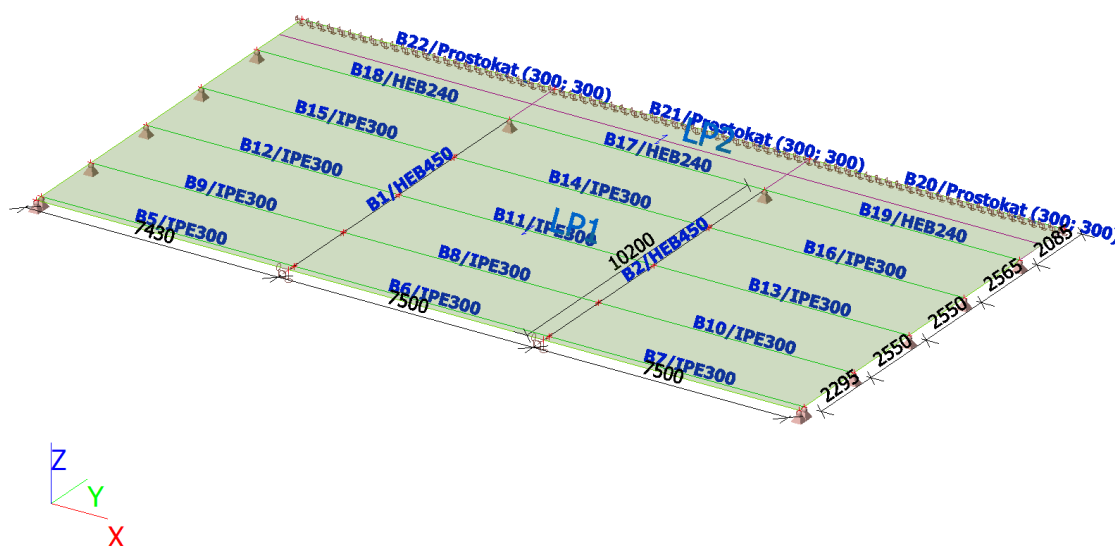 B22/Prostokat (300; 300)
B18/HEB240
B21/Prostokat (300; 300)
LP2
B15/IPE300
B17/HEB240
B20/Prostokat (300; 300)
B12/IPE300
B1/HEB450
B14/IPE300
B19/HEB240
B9/IPE300
B11/IPE300
LP1
B16/IPE300
2085
B5/IPE300
7430
B8/IPE300
10200
B2/HEB450
B13/IPE300
2565
B6/IPE300
7500
B10/IPE300
2550
B7/IPE300
7500
2550
2295
Z
Y
X